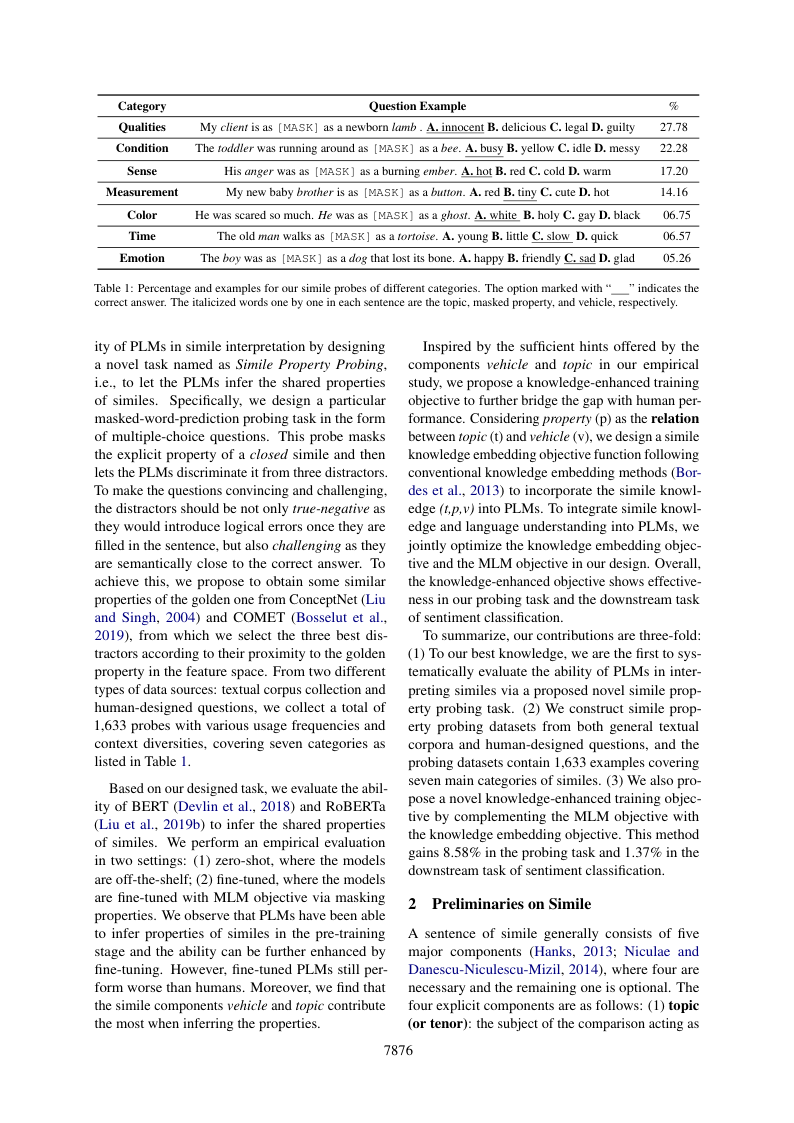 Category Question Example %
Qualities My client is as [MASK] as a newborn lamb . A. innocent B. delicious C. legal D. guilty 27.78
Condition The toddler was running around as [MASK] as a bee. A. busy B. yellow C. idle D. messy 22.28
Sense His anger was as [MASK] as a burning ember. A. hot B. red C. cold D. warm 17.20
Measurement My new baby brother is as [MASK] as a button. A. red B. tiny C. cute D. hot 14.16
Color He was scared so much. He was as [MASK] as a ghost. A. white B. holy C. gay D. black 06.75
Time The old man walks as [MASK] as a tortoise. A. young B. little C. slow D. quick 06.57
Emotion The boy was as [MASK] as a dog that lost its bone. A. happy B. friendly C. sad D. glad 05.26
Table 1: Percentage and examples for our simile probes of different categories. The option marked with “___” indicates the
correct answer. The italicized words one by one in each sentence are the topic, masked property, and vehicle, respectively.
ity of PLMs in simile interpretation by designing
a novel task named as Simile Property Probing,
i.e., to let the PLMs infer the shared properties
of similes. Specifically, we design a particular
masked-word-prediction probing task in the form
of multiple-choice questions. This probe masks
the explicit property of a closed simile and then
lets the PLMs discriminate it from three distractors.
To make the questions convincing and challenging,
the distractors should be not only true-negative as
they would introduce logical errors once they are
filled in the sentence, but also challenging as they
are semantically close to the correct answer. To
achieve this, we propose to obtain some similar
properties of the golden one from ConceptNet (Liu
and Singh, 2004) and COMET (Bosselut et al.,
2019), from which we select the three best dis-
tractors according to their proximity to the golden
property in the feature space. From two different
types of data sources: textual corpus collection and
human-designed questions, we collect a total of
1,633 probes with various usage frequencies and
context diversities, covering seven categories as
listed in Table 1.
Based on our designed task, we evaluate the abil-
ity of BERT (Devlin et al., 2018) and RoBERTa
(Liu et al., 2019b) to infer the shared properties
of similes. We perform an empirical evaluation
in two settings: (1) zero-shot, where the models
are off-the-shelf; (2) fine-tuned, where the models
are fine-tuned with MLM objective via masking
properties. We observe that PLMs have been able
to infer properties of similes in the pre-training
stage and the ability can be further enhanced by
fine-tuning. However, fine-tuned PLMs still per-
form worse than humans. Moreover, we find that
the simile components vehicle and topic contribute
the most when inferring the properties.
Inspired by the sufficient hints offered by the
components vehicle and topic in our empirical
study, we propose a knowledge-enhanced training
objective to further bridge the gap with human per-
formance. Considering property (p) as the relation
between topic (t) and vehicle (v), we design a simile
knowledge embedding objective function following
conventional knowledge embedding methods (Bor-
des et al., 2013) to incorporate the simile knowl-
edge (t,p,v) into PLMs. To integrate simile knowl-
edge and language understanding into PLMs, we
jointly optimize the knowledge embedding objec-
tive and the MLM objective in our design. Overall,
the knowledge-enhanced objective shows effective-
ness in our probing task and the downstream task
of sentiment classification.
To summarize, our contributions are three-fold:
(1) To our best knowledge, we are the first to sys-
tematically evaluate the ability of PLMs in inter-
preting similes via a proposed novel simile prop-
erty probing task. (2) We construct simile prop-
erty probing datasets from both general textual
corpora and human-designed questions, and the
probing datasets contain 1,633 examples covering
seven main categories of similes. (3) We also pro-
pose a novel knowledge-enhanced training objec-
tive by complementing the MLM objective with
the knowledge embedding objective. This method
gains 8.58% in the probing task and 1.37% in the
downstream task of sentiment classification.
2 Preliminaries on Simile
A sentence of simile generally consists of five
major components (Hanks, 2013; Niculae and
Danescu-Niculescu-Mizil, 2014), where four are
necessary and the remaining one is optional. The
four explicit components are as follows: (1) topic
(or tenor): the subject of the comparison acting as
7876